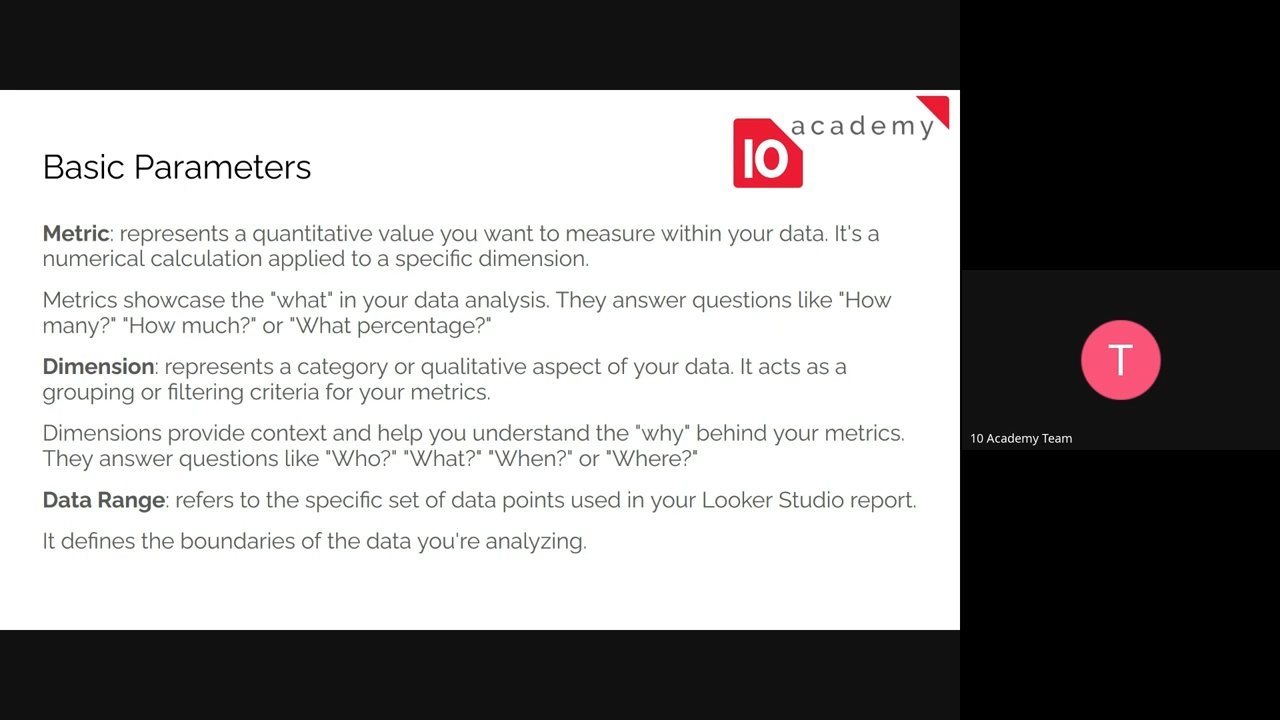 10 academy
Basic Parameters
Metric: represents a quantitative value you want to measure within your data. It's a
numerical calculation applied to a specific dimension.
Metrics showcase the "what" in your data analysis. They answer questions like "How
many?" "How much?" or "What percentage?"
Dimension: represents a category or qualitative aspect of your data. It acts as a
grouping or filtering criteria for your metrics.
Dimensions provide context and help you understand the "why" behind your metrics.
They answer questions like "Who?" "What?" "When?" or "Where?"
Data Range: refers to the specific set of data points used in your Looker Studio report.
It defines the boundaries of the data you're analyzing.
T
10 Academy Team